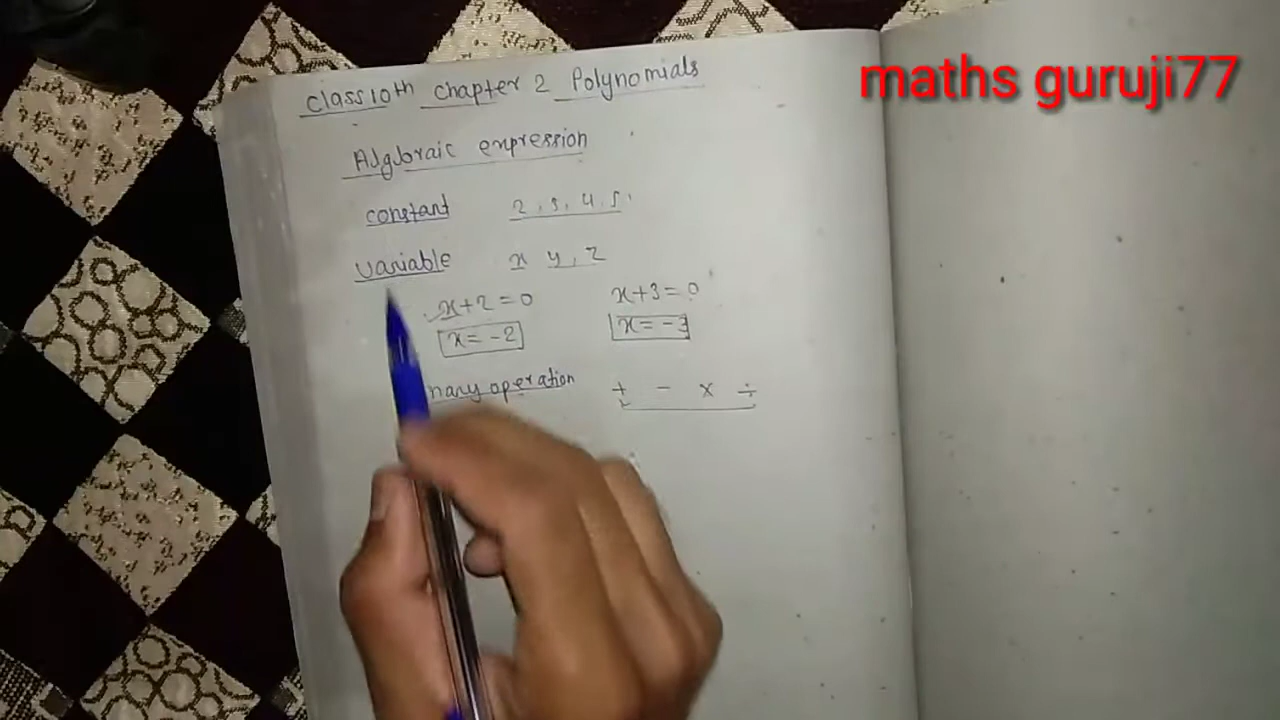 maths guruji77
class 10th chapter 2 Polynomials
Algbraic expression
constant 2, 3, 4, 5,
variable x y, z
x+2=0 x+3=0
x=-2 x=-3
nary operation + - × ÷